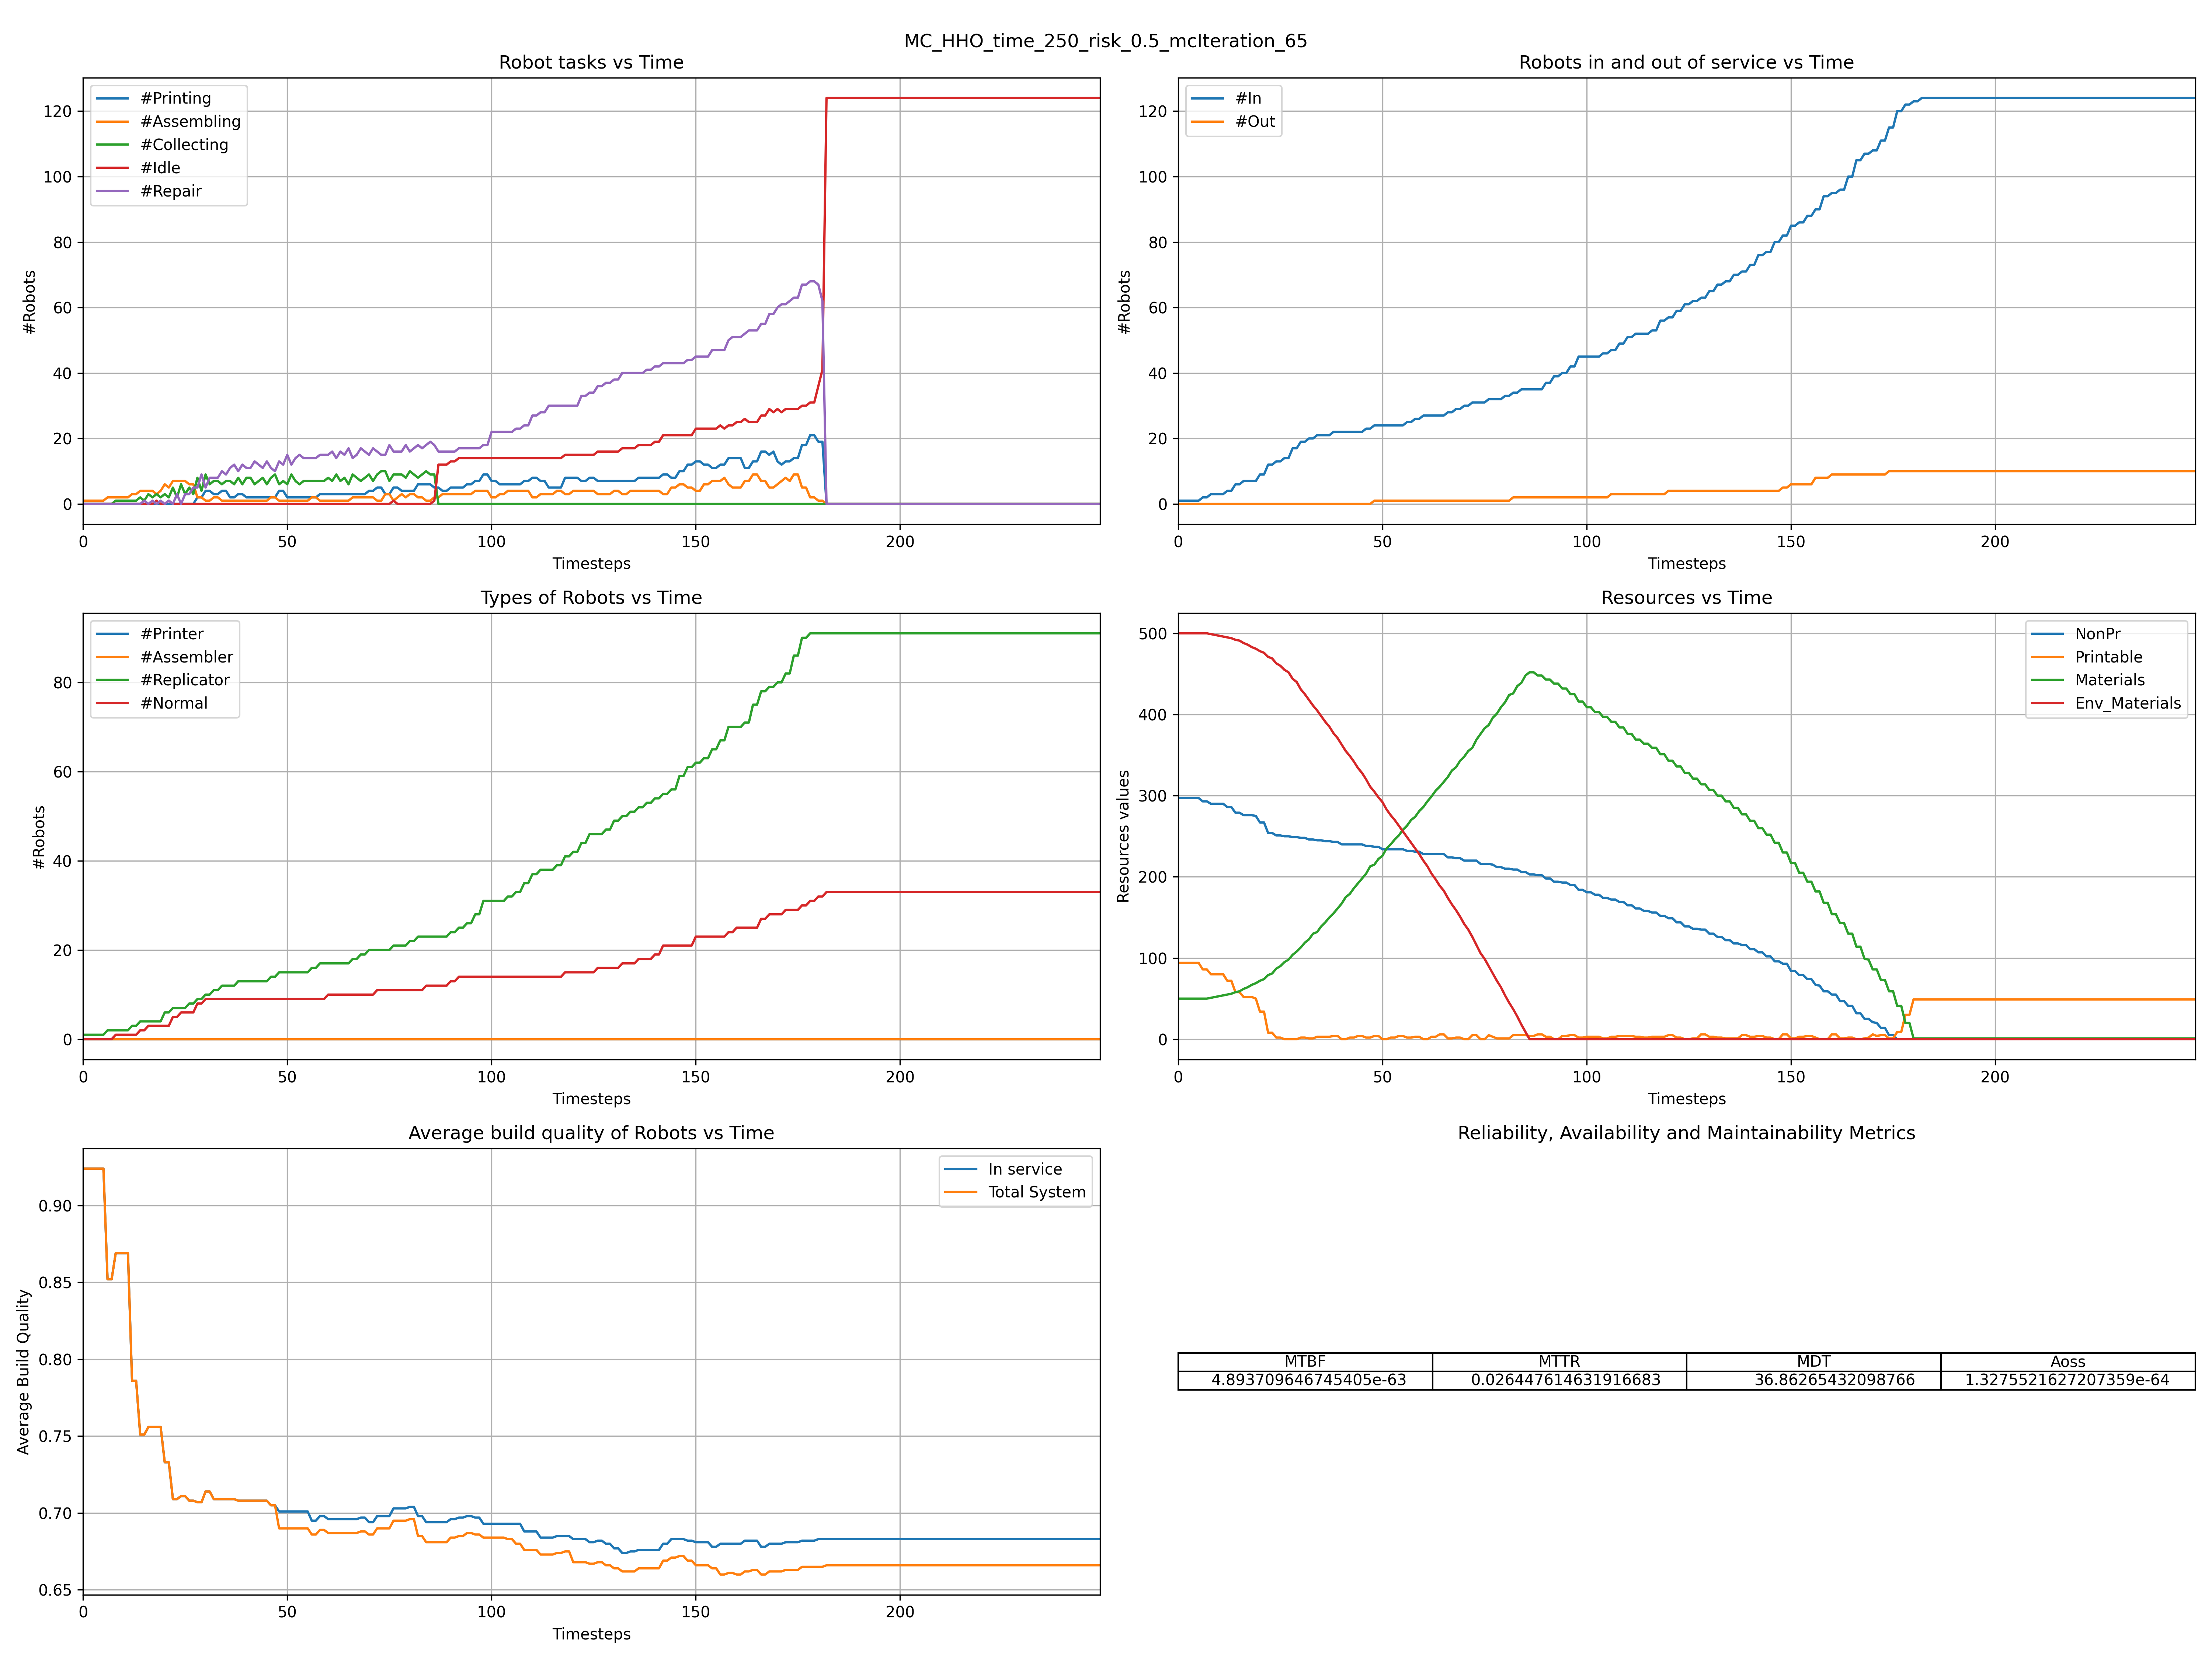 MC_HHO_time_250_risk_0.5_mcIteration_65
Robot tasks vs Time
#Printing
#Assembling
#Collecting
#Idle
#Repair
120
100
80
60
40
20
0
#Robots
0 50 100 150 200
Timesteps
Robots in and out of service vs Time
#In
#Out
120
100
80
60
40
20
0
#Robots
0 50 100 150 200
Timesteps
Types of Robots vs Time
#Printer
#Assembler
#Replicator
#Normal
80
60
40
20
0
#Robots
0 50 100 150 200
Timesteps
Resources vs Time
NonPr
Printable
Materials
Env_Materials
500
400
300
200
100
0
Resources values
0 50 100 150 200
Timesteps
Average build quality of Robots vs Time
In service
Total System
0.90
0.85
0.80
0.75
0.70
0.65
Average Build Quality
0 50 100 150 200
Timesteps
Reliability, Availability and Maintainability Metrics
MTBF MTTR MDT Aoss
4.893709646745405e-63 0.026447614631916683 36.86265432098766 1.3275521627207359e-64